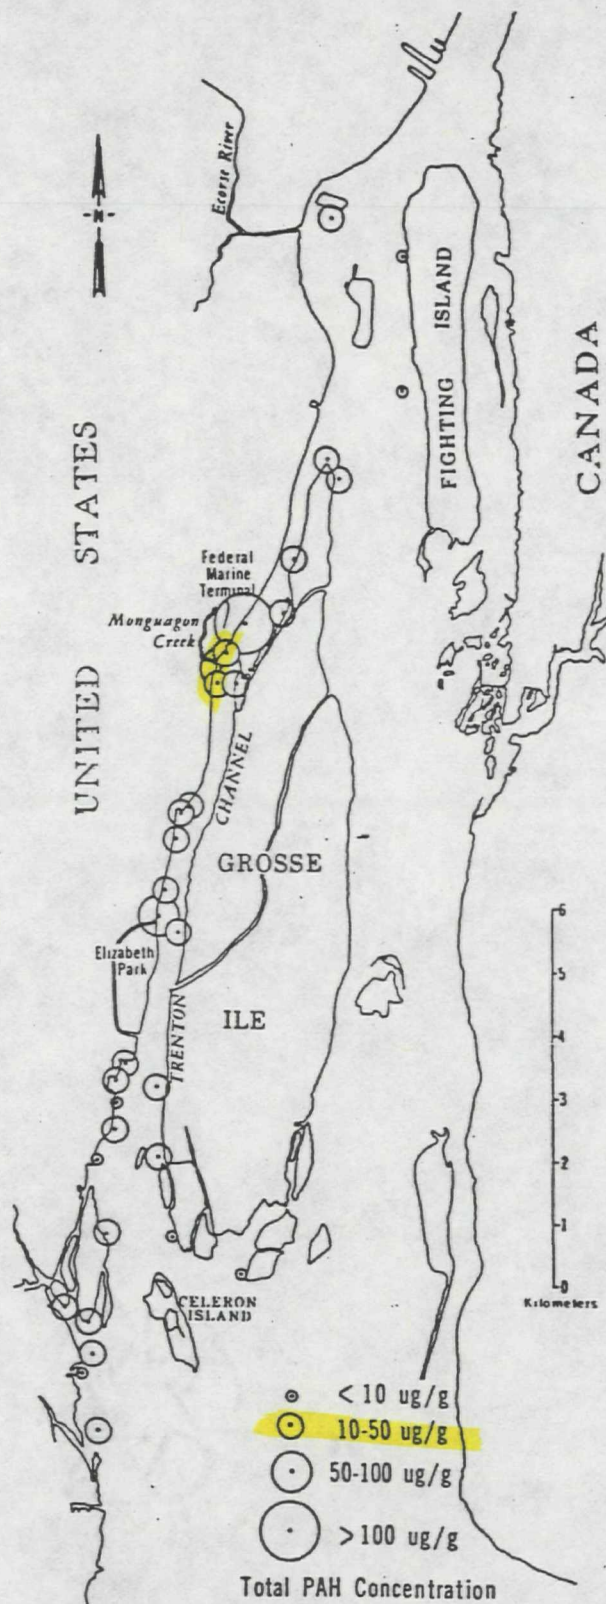 Ecorse River
N
FIGHTING ISLAND
CANADA
UNITED STATES
Federal
Marine
Terminal
Monguagon
Creek
TRENTON CHANNEL
GROSSE
ILE
Elizabeth
Park
6
5
4
3
2
1
0
Kilometers
CELERON
ISLAND
< 10 ug/g
10-50 ug/g
50-100 ug/g
> 100 ug/g
Total PAH Concentration